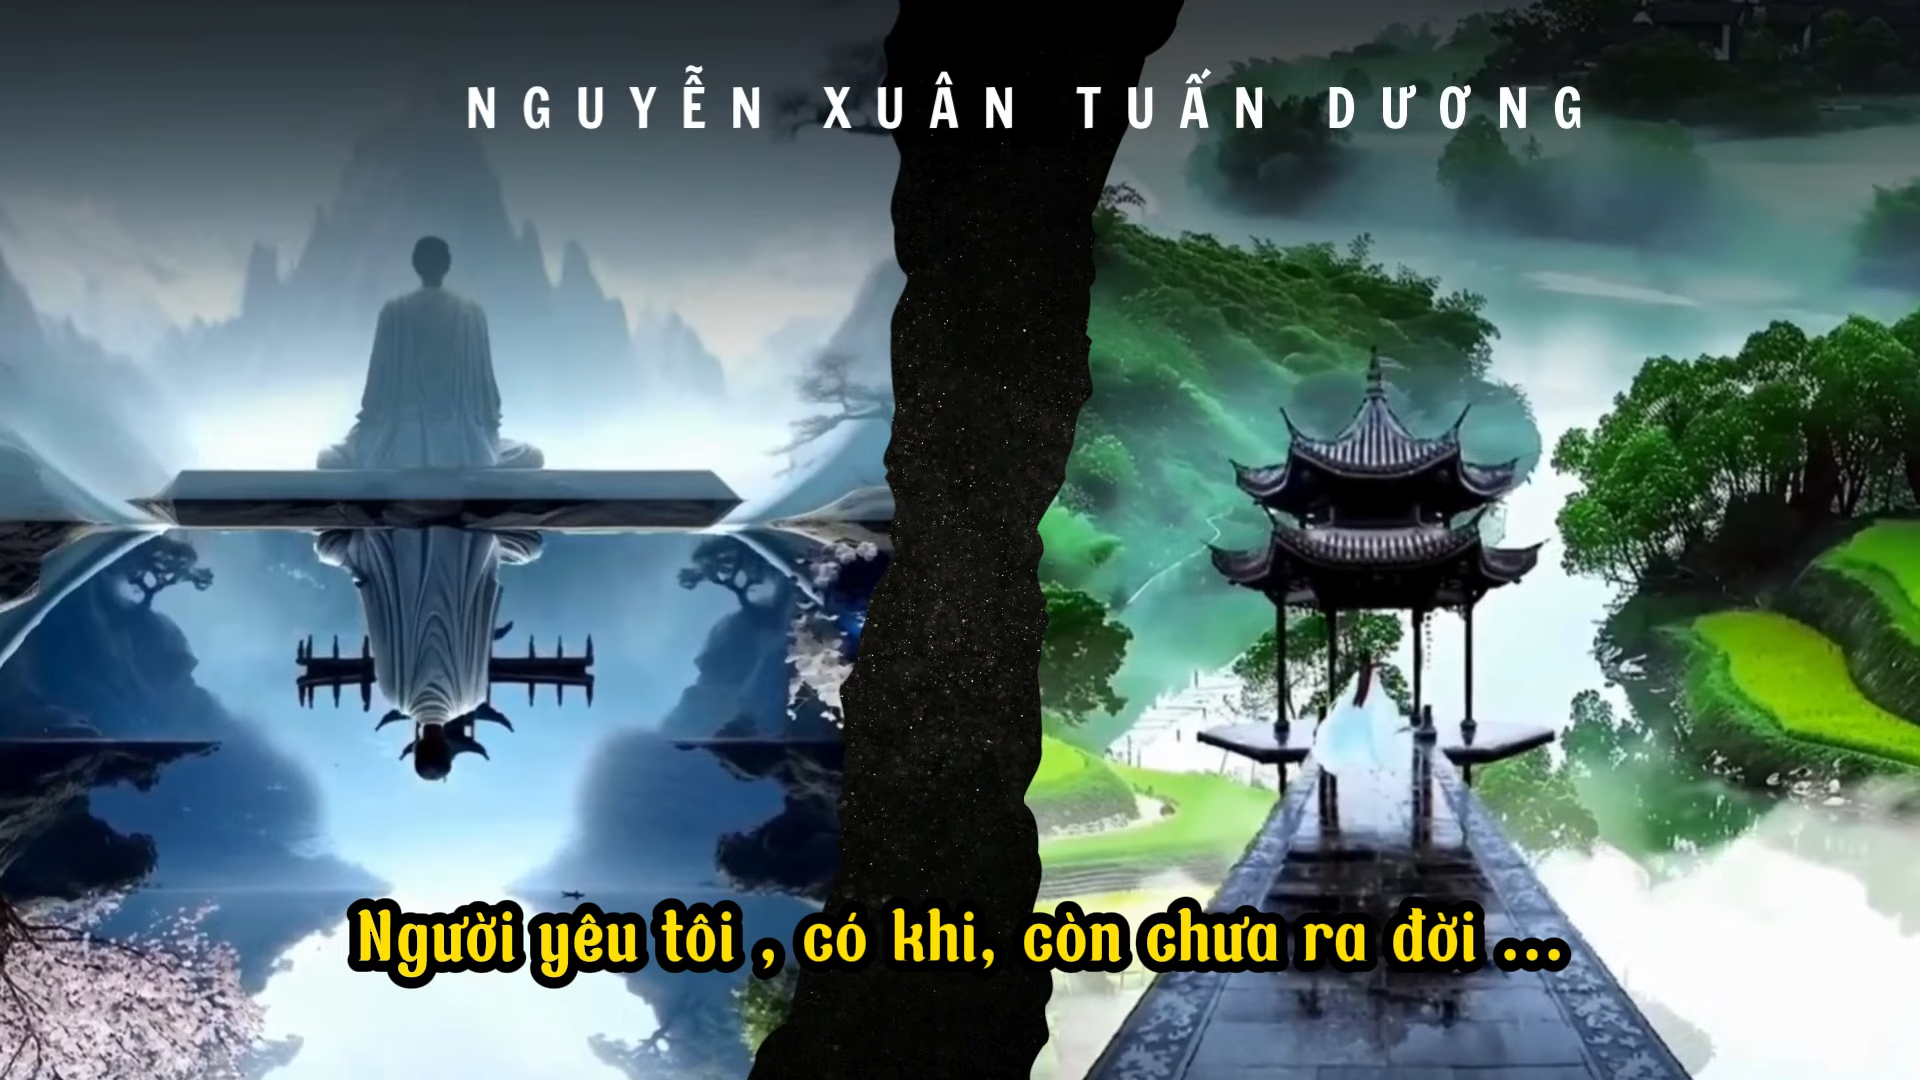 NGUYỄN XUÂN TUẤN DƯƠNG
Người yêu tôi , có khi, còn chưa ra đời ...